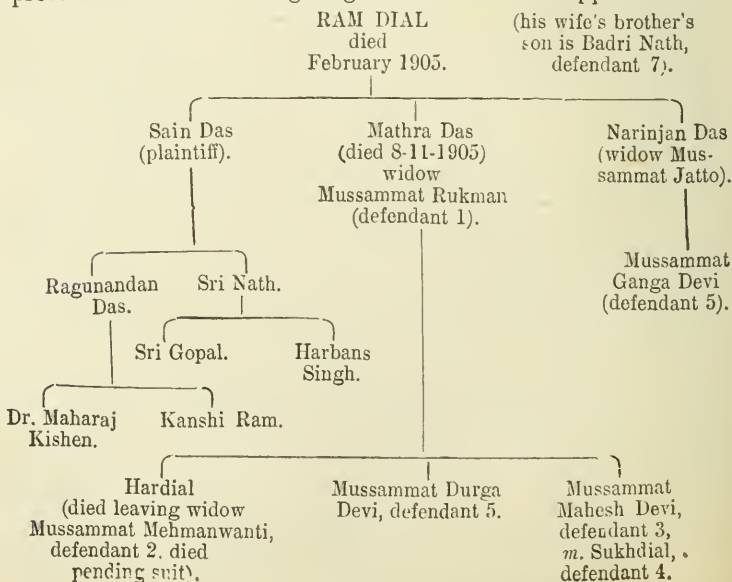 RAM DIAL
died
February 1905.
(his wife's brother's
son is Badri Nath,
defendant 7).
Sain Das
(plaintiff).
Mathra Das
(died 8-11-1905)
widow
Mussammat Rukman
(defendant 1).
Narinjan Das
(widow Mus-
sammat Jatto).
Mussammat
Ganga Devi
(defendant 5).
Ragunandan
Das.
Sri Nath.
Sri Gopal.
Harbans
Singh.
Dr. Maharaj
Kishen.
Kanshi Ram.
Hardial
(died leaving widow
Mussammat Mehmanwanti,
defendant 2, died
pending suit).
Mussammat Durga
Devi, defendant 5.
Mussammat
Mahesh Devi,
defendant 3,
m. Sukhdial,
defendant 4.